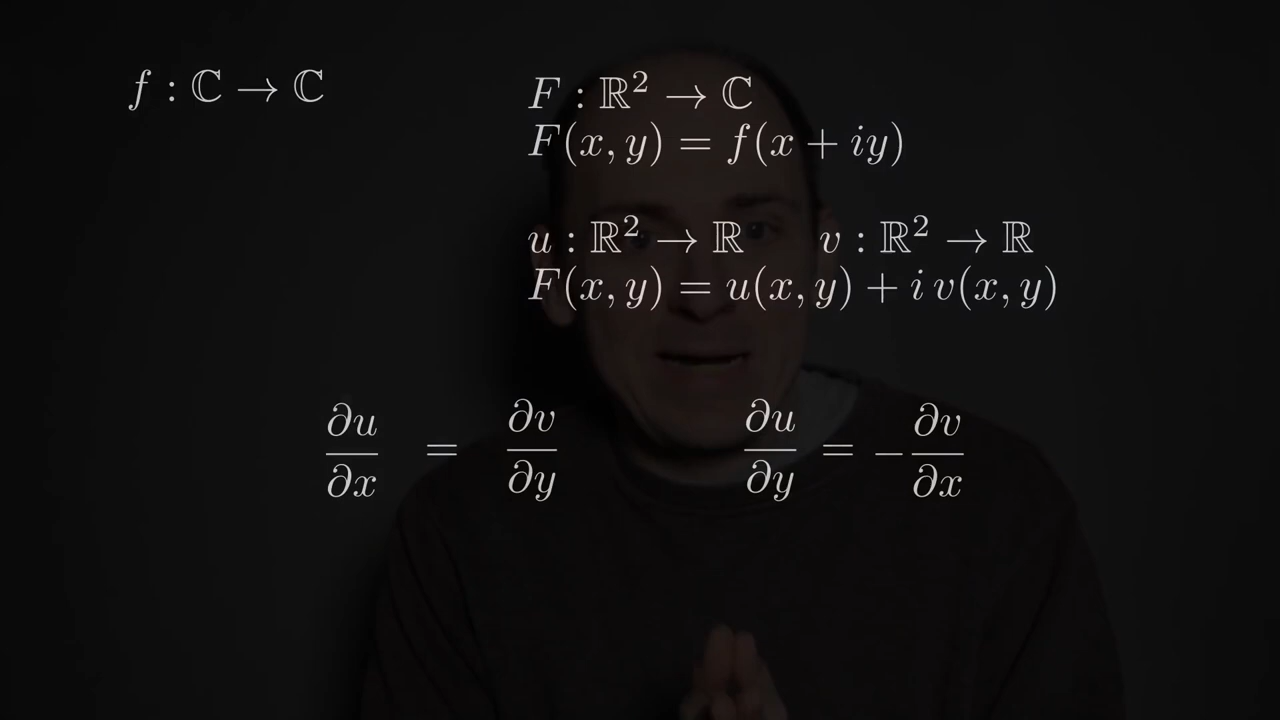 f : ℂ → ℂ
F : ℝ² → ℂ
F(x, y) = f(x + iy)
u : ℝ² → ℝ v : ℝ² → ℝ
F(x, y) = u(x, y) + i v(x, y)
∂u/∂x = ∂v/∂y ∂u/∂y = −∂v/∂x